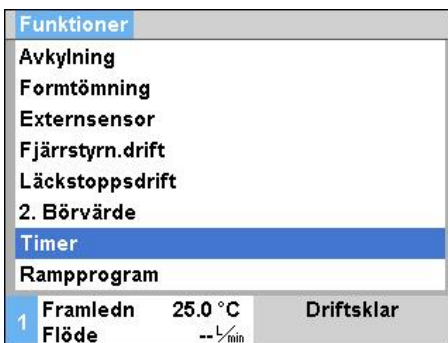 Funktioner
Avkylning
Formtömning
Externsensor
Fjärrstyrn.drift
Läckstoppsdrift
2. Börvärde
Timer
Rampprogram
1 Framledn 25.0 °C Driftsklar
Flöde -- L/min